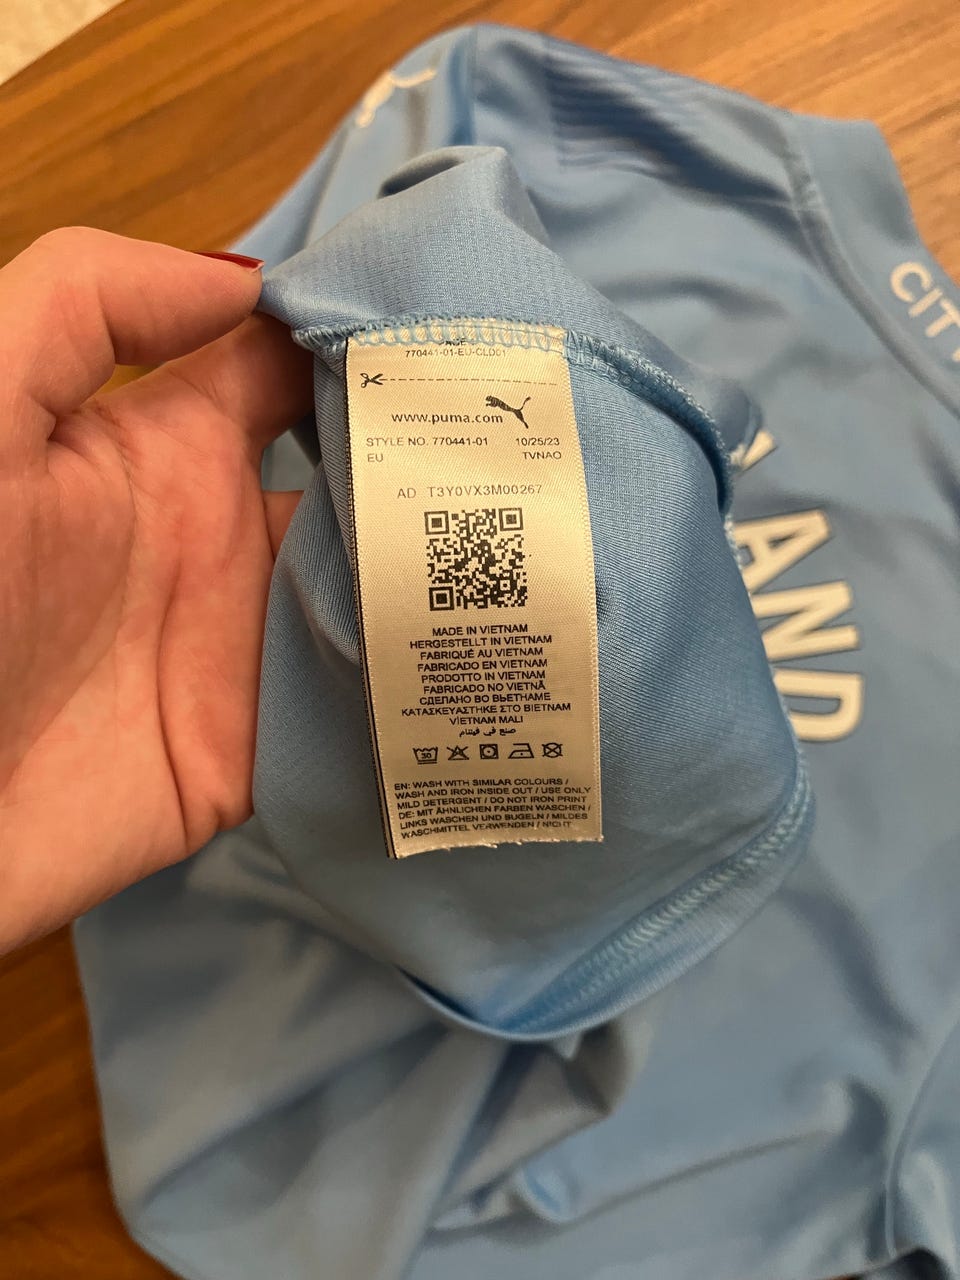 770441-01-EU-CLD01
www.puma.com
STYLE NO. 770441-01 10/25/23
EU TVNAO
AD T3Y0VX3M00267
MADE IN VIETNAM
HERGESTELLT IN VIETNAM
FABRIQUÉ AU VIETNAM
FABRICADO EN VIETNAM
PRODOTTO IN VIETNAM
FABRICADO NO VIETNÃ
СДЕЛАНО ВО ВЬЕТНАМЕ
ΚΑΤΑΣΚΕΥΑΣΤΗΚΕ ΣΤΟ ΒΙΕΤΝΑΜ
VİETNAM MALI
صنع في فيتنام
30
EN: WASH WITH SIMILAR COLOURS /
WASH AND IRON INSIDE OUT / USE ONLY
MILD DETERGENT / DO NOT IRON PRINT
DE: MIT ÄHNLICHEN FARBEN WASCHEN /
LINKS WASCHEN UND BÜGELN / MILDES
WASCHMITTEL VERWENDEN / NICHT
CITY
AND